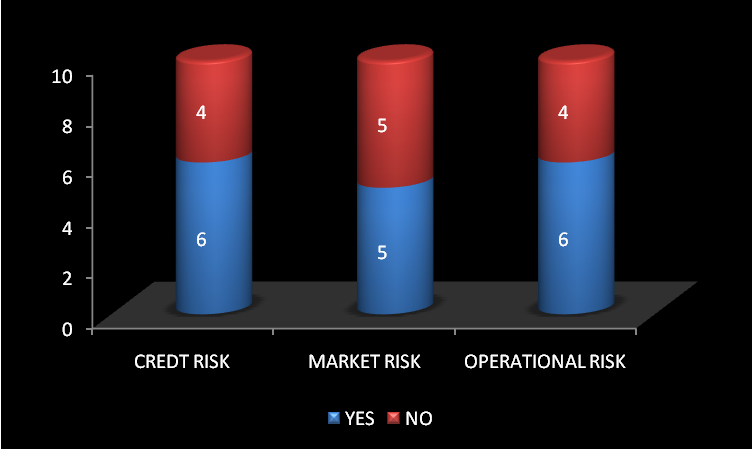 10
8
6
4
2
0
4
5
4
6
5
6
CREDT RISK
MARKET RISK
OPERATIONAL RISK
YES
NO